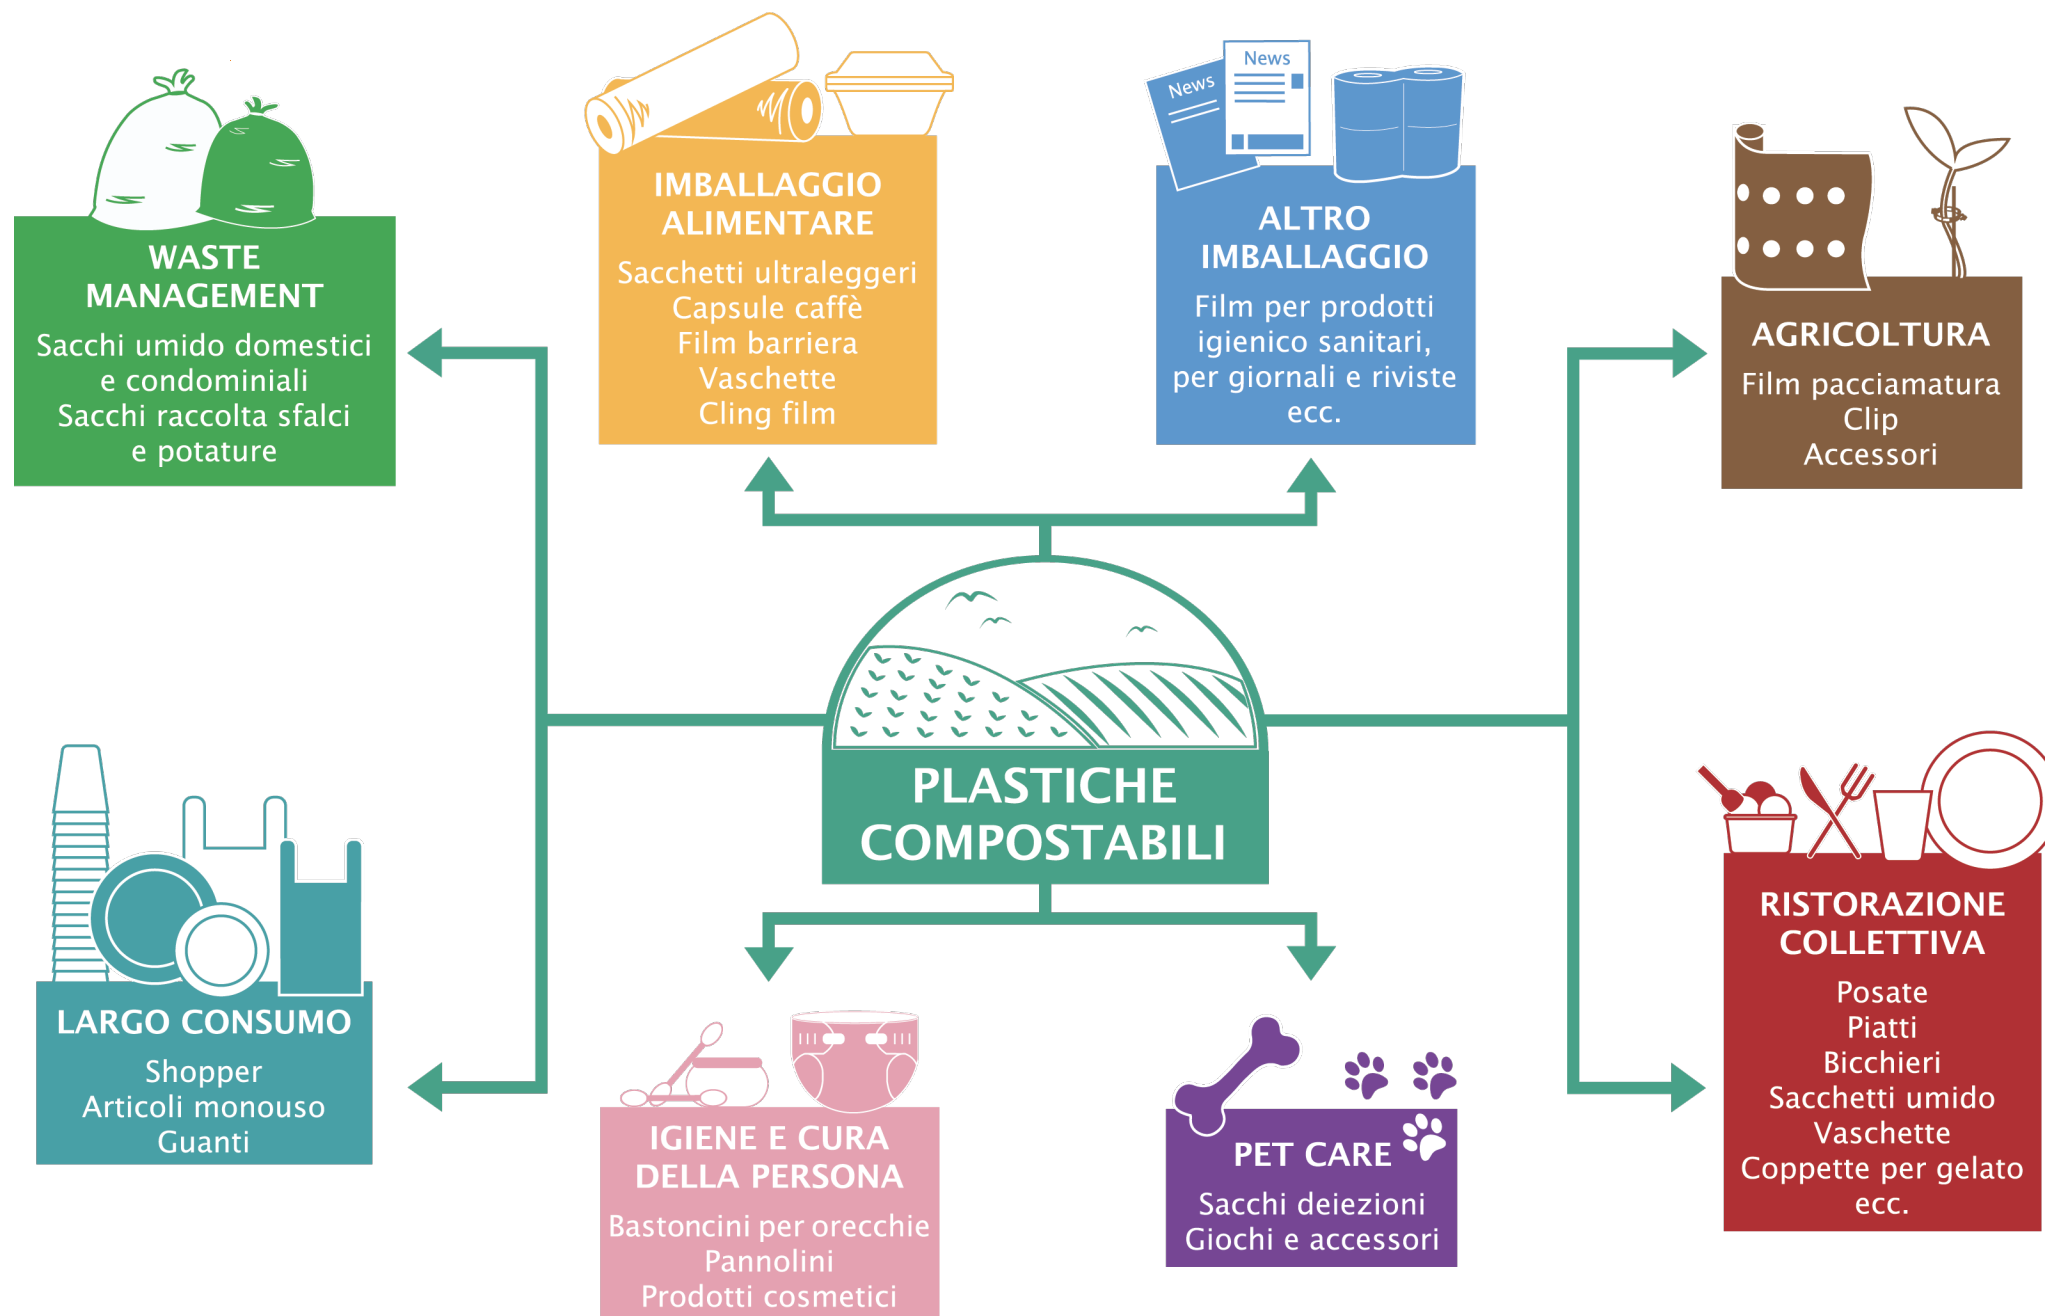 WASTE
MANAGEMENT
Sacchi umido domestici
e condominiali
Sacchi raccolta sfalci
e potature
IMBALLAGGIO
ALIMENTARE
Sacchetti ultraleggeri
Capsule caffè
Film barriera
Vaschette
Cling film
News
News
ALTRO
IMBALLAGGIO
Film per prodotti
igienico sanitari,
per giornali e riviste
ecc.
AGRICOLTURA
Film pacciamatura
Clip
Accessori
PLASTICHE
COMPOSTABILI
LARGO CONSUMO
Shopper
Articoli monouso
Guanti
IGIENE E CURA
DELLA PERSONA
Bastoncini per orecchie
Pannolini
Prodotti cosmetici
PET CARE
Sacchi deiezioni
Giochi e accessori
RISTORAZIONE
COLLETTIVA
Posate
Piatti
Bicchieri
Sacchetti umido
Vaschette
Coppette per gelato
ecc.